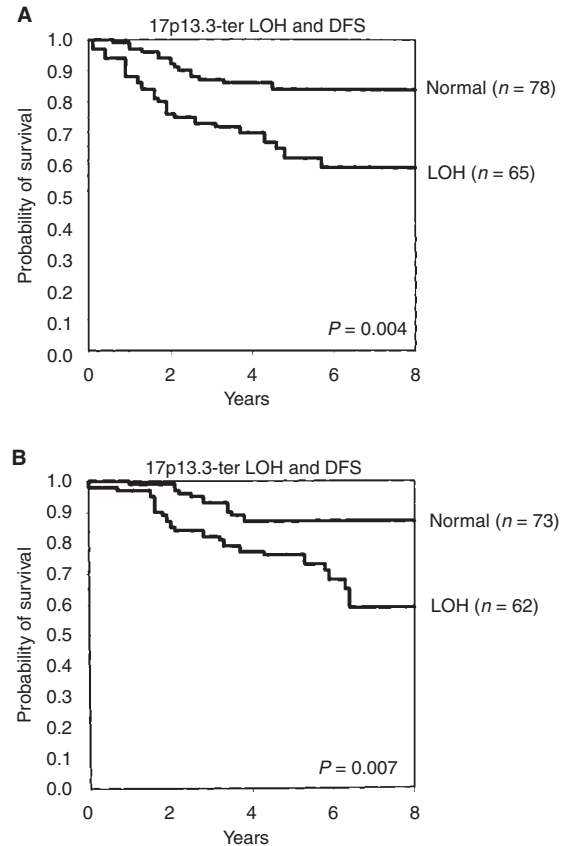 A
17p13.3-ter LOH and DFS
1.0
0.9
0.8
0.7
0.6
0.5
0.4
0.3
0.2
0.1
0.0
Probability of survival
Normal (n = 78)
LOH (n = 65)
P = 0.004
0 2 4 6 8
Years
B
17p13.3-ter LOH and DFS
1.0
0.9
0.8
0.7
0.6
0.5
0.4
0.3
0.2
0.1
0.0
Probability of survival
Normal (n = 73)
LOH (n = 62)
P = 0.007
0 2 4 6 8
Years